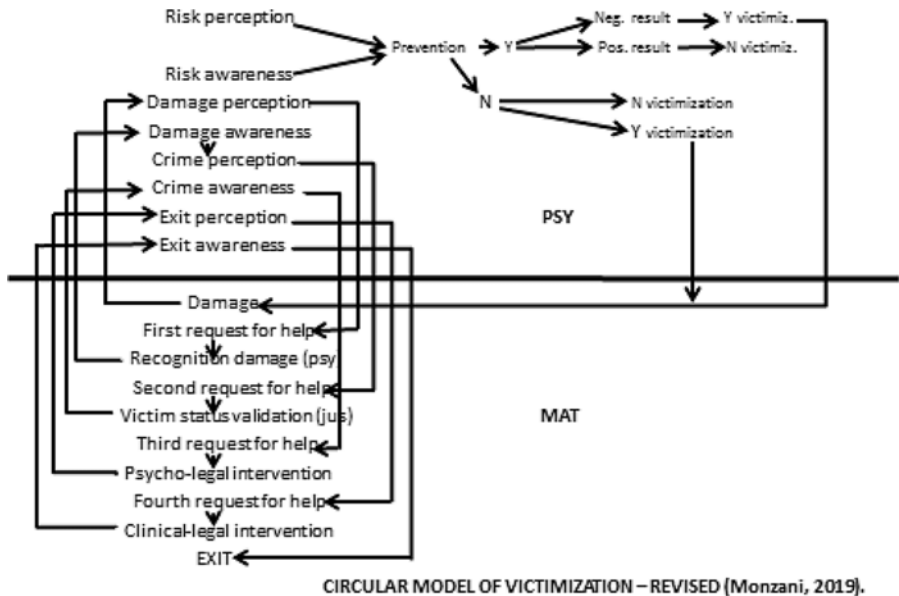 Risk perception
Neg. result
Y victimiz.
Prevention
Y
Pos. result
N victimiz.
Risk awareness
Damage perception
N
N victimization
Damage awareness
Y victimization
Crime perception
Crime awareness
Exit perception
PSY
Exit awareness
Damage
First request for help
Recognition damage (psy)
Second request for help
Victim status validation (jus)
MAT
Third request for help
Psycho-legal intervention
Fourth request for help
Clinical-legal intervention
EXIT
CIRCULAR MODEL OF VICTIMIZATION – REVISED (Monzani, 2019).